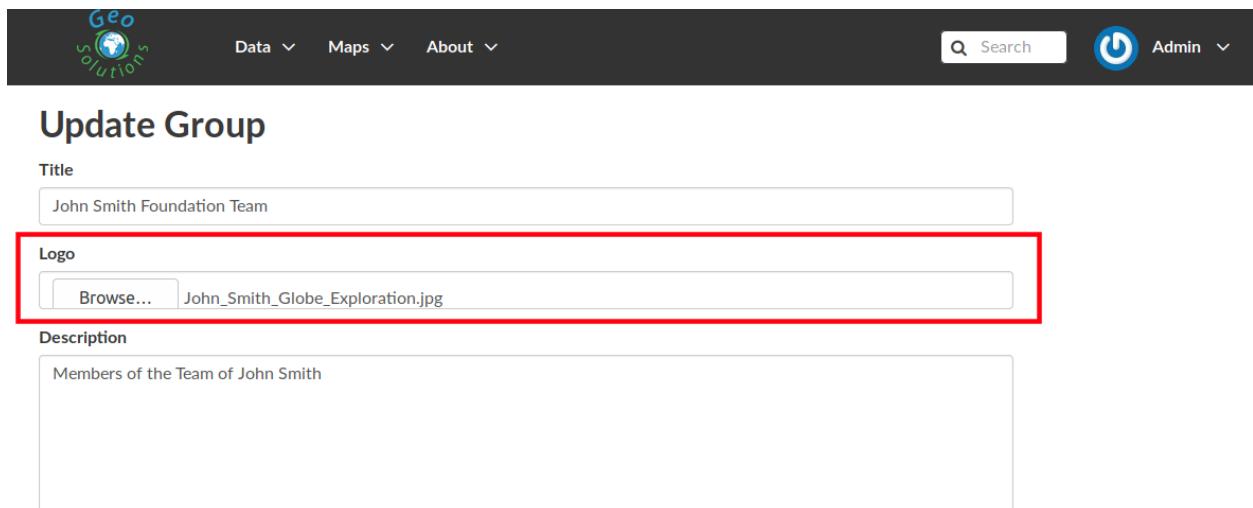 Geo
Solutions
Data Maps About Search Admin
Update Group
Title
John Smith Foundation Team
Logo
Browse... John_Smith_Globe_Exploration.jpg
Description
Members of the Team of John Smith